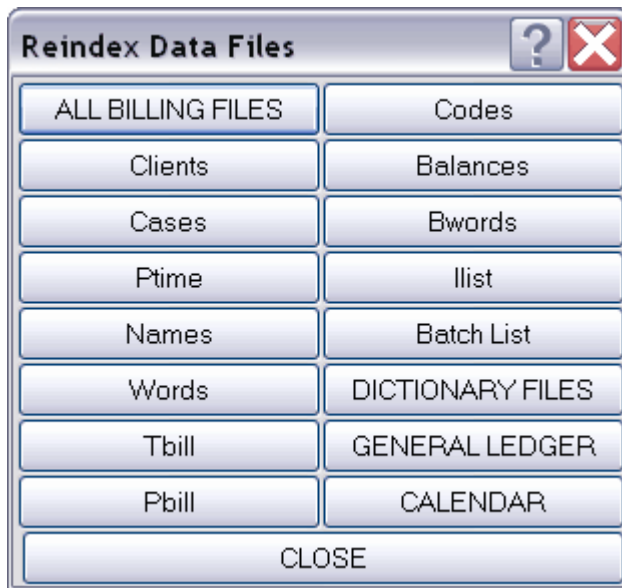 Reindex Data Files ?
ALL BILLING FILES Codes
Clients Balances
Cases Bwords
Ptime Ilist
Names Batch List
Words DICTIONARY FILES
Tbill GENERAL LEDGER
Pbill CALENDAR
CLOSE